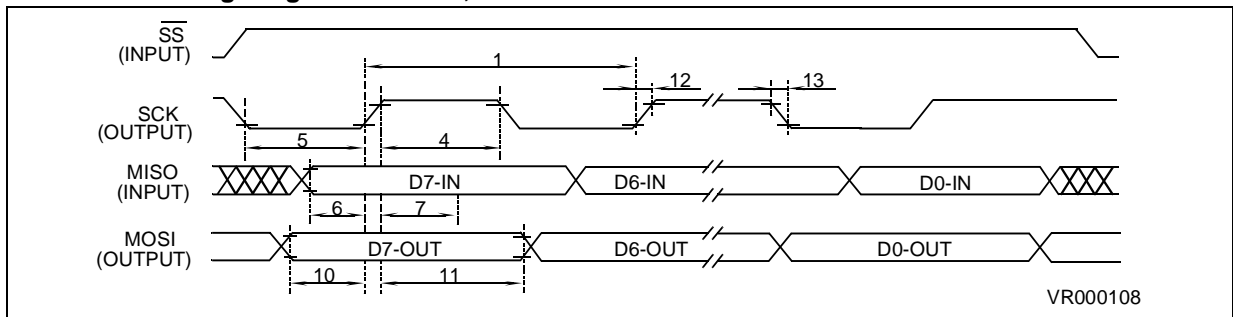 SS
(INPUT)
1
12
13
SCK
(OUTPUT)
5
4
MISO
(INPUT)
D7-IN
D6-IN
D0-IN
6
7
MOSI
(OUTPUT)
D7-OUT
D6-OUT
D0-OUT
10
11
VR000108